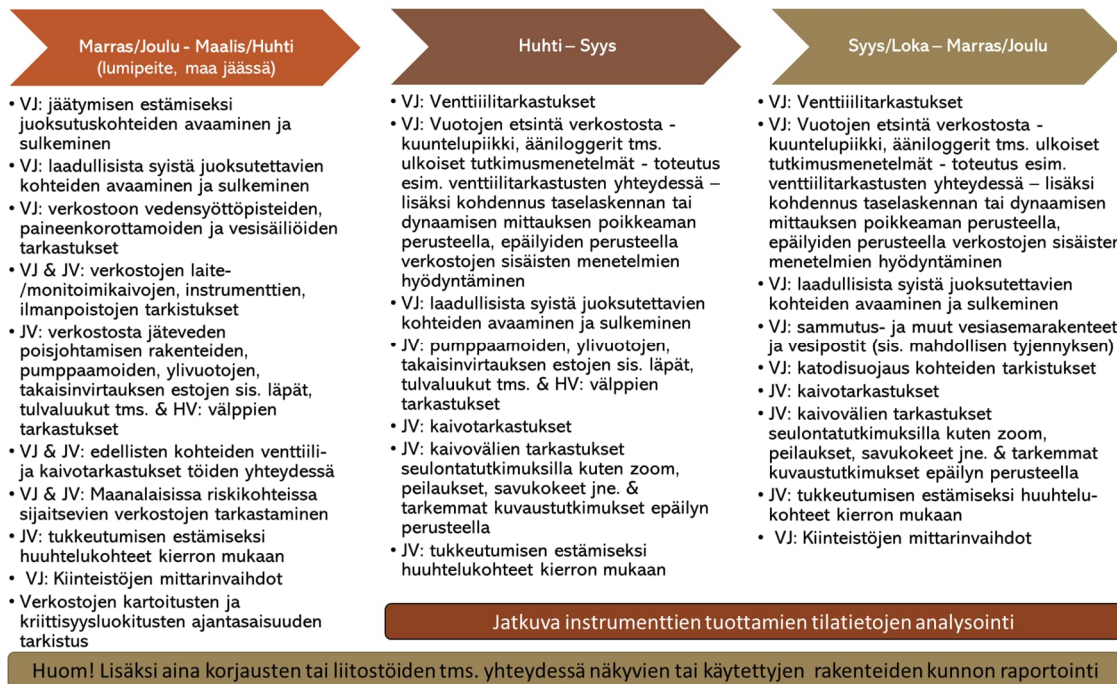 Marras/Joulu - Maalis/Huhti
(lumipeite, maa jäässä)
• VJ: jäätymisen estämiseksi
juoksutuskohteiden avaaminen ja
sulkeminen
• VJ: laadullisista syistä juoksutettavien
kohteiden avaaminen ja sulkeminen
• VJ: verkostoon vedensyöttöpisteiden,
paineenkorottamoiden ja vesisäiliöiden
tarkastukset
• VJ & JV: verkostojen laite-
/monitoimikaivojen, instrumenttien,
ilmanpoistojen tarkistukset
• JV: verkostosta jäteveden
poisjohtamisen rakenteiden,
pumppaamoiden, ylivuotojen,
takaisinvirtauksen estojen sis. läpät,
tulvaluukut tms. & HV: välppien
tarkastukset
• VJ & JV: edellisten kohteiden venttiili-
ja kaivotarkastukset töiden yhteydessä
• VJ & JV: Maanalaisissa riskikohteissa
sijaitsevien verkostojen tarkastaminen
• JV: tukkeutumisen estämiseksi
huuhtelukohteet kierron mukaan
• VJ: Kiinteistöjen mittarinvaihdot
• Verkostojen kartoitusten ja
kriittisyysluokitusten ajantasaisuuden
tarkistus
Huhti – Syys
• VJ: Venttiiilitarkastukset
• VJ: Vuotojen etsintä verkostosta -
kuuntelupiikki, ääniloggerit tms. ulkoiset
tutkimusmenetelmät - toteutus
esim. venttiilitarkastusten yhteydessä –
lisäksi kohdennus taselaskennan tai
dynaamisen mittauksen poikkeaman
perusteella, epäilyiden perusteella
verkostojen sisäisten menetelmien
hyödyntäminen
• VJ: laadullisista syistä juoksutettavien
kohteiden avaaminen ja sulkeminen
• JV: pumppaamoiden, ylivuotojen,
takaisinvirtauksen estojen sis. läpät,
tulvaluukut tms. & HV: välppien
tarkastukset
• JV: kaivotarkastukset
• JV: kaivovälien tarkastukset
seulontatutkimuksilla kuten zoom,
peilaukset, savukokeet jne. &
tarkemmat kuvaustutkimukset epäilyn
perusteella
• JV: tukkeutumisen estämiseksi
huuhtelukohteet kierron mukaan
Syys/Loka – Marras/Joulu
• VJ: Venttiiilitarkastukset
• VJ: Vuotojen etsintä verkostosta -
kuuntelupiikki, ääniloggerit tms. ulkoiset
tutkimusmenetelmät - toteutus esim.
venttiilitarkastusten yhteydessä – lisäksi
kohdennus taselaskennan tai dynaamisen
mittauksen poikkeaman perusteella,
epäilyiden perusteella verkostojen sisäisten
menetelmien hyödyntäminen
• VJ: laadullisista syistä juoksutettavien
kohteiden avaaminen ja sulkeminen
• VJ: sammutus- ja muut vesiasemarakenteet
ja vesipostit (sis. mahdollisen tyjennyksen)
• VJ: katodisuojaus kohteiden tarkistukset
• JV: kaivotarkastukset
• JV: kaivovälien tarkastukset
seulontatutkimuksilla kuten zoom,
peilaukset, savukokeet jne. & tarkemmat
kuvaustutkimukset epäilyn perusteella
• JV: tukkeutumisen estämiseksi huuhtelu-
kohteet kierron mukaan
• VJ: Kiinteistöjen mittarinvaihdot
Jatkuva instrumenttien tuottamien tilatietojen analysointi
Huom! Lisäksi aina korjausten tai liitostöiden tms. yhteydessä näkyvien tai käytettyjen rakenteiden kunnon raportointi